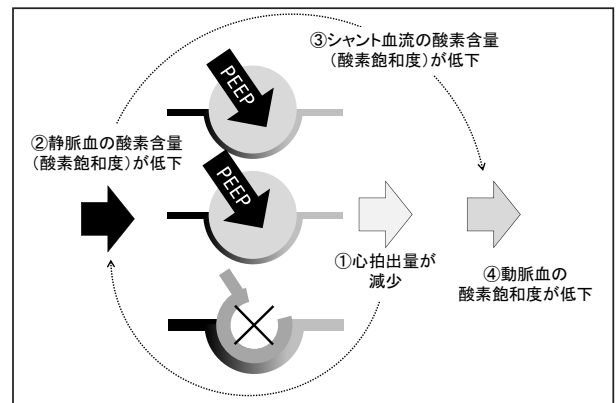 ③シャント血流の酸素含量
（酸素飽和度）が低下
PEEP
②静脈血の酸素含量
（酸素飽和度）が低下
PEEP
①心拍出量が
減少
④動脈血の
酸素飽和度が低下